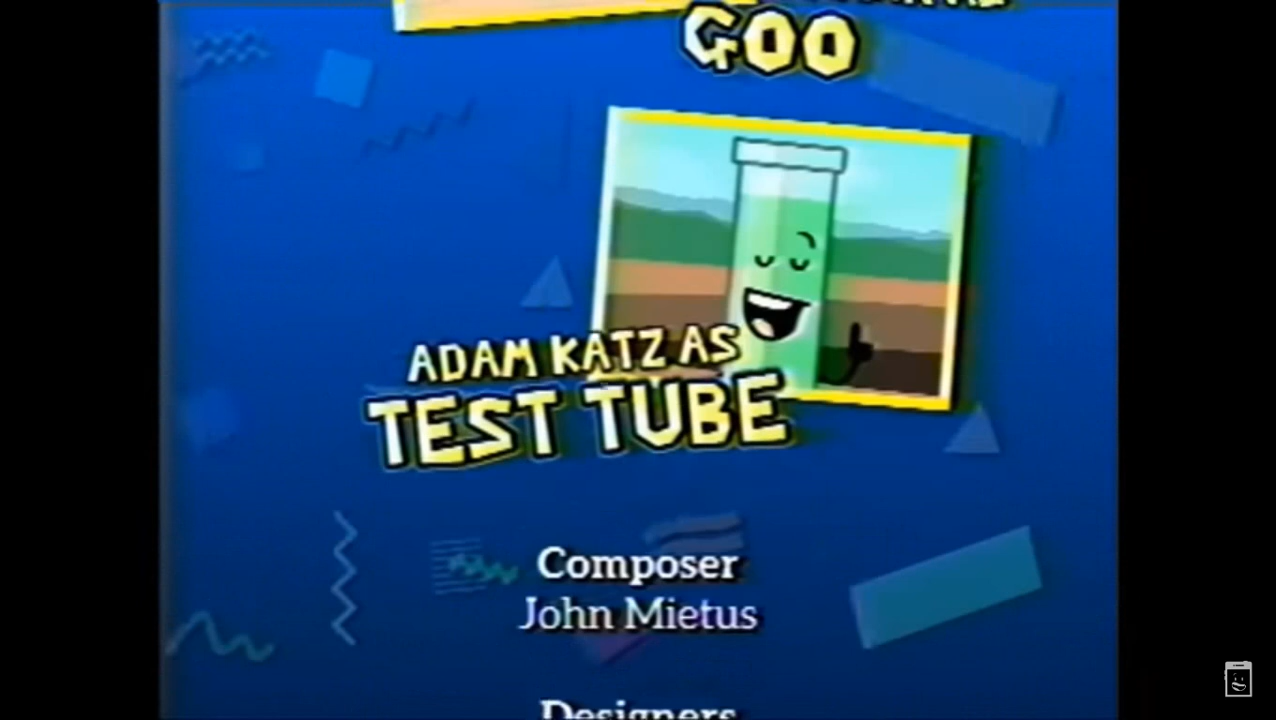 GOO
ADAM KATZ AS
TEST TUBE
Composer
John Mietus
Designers